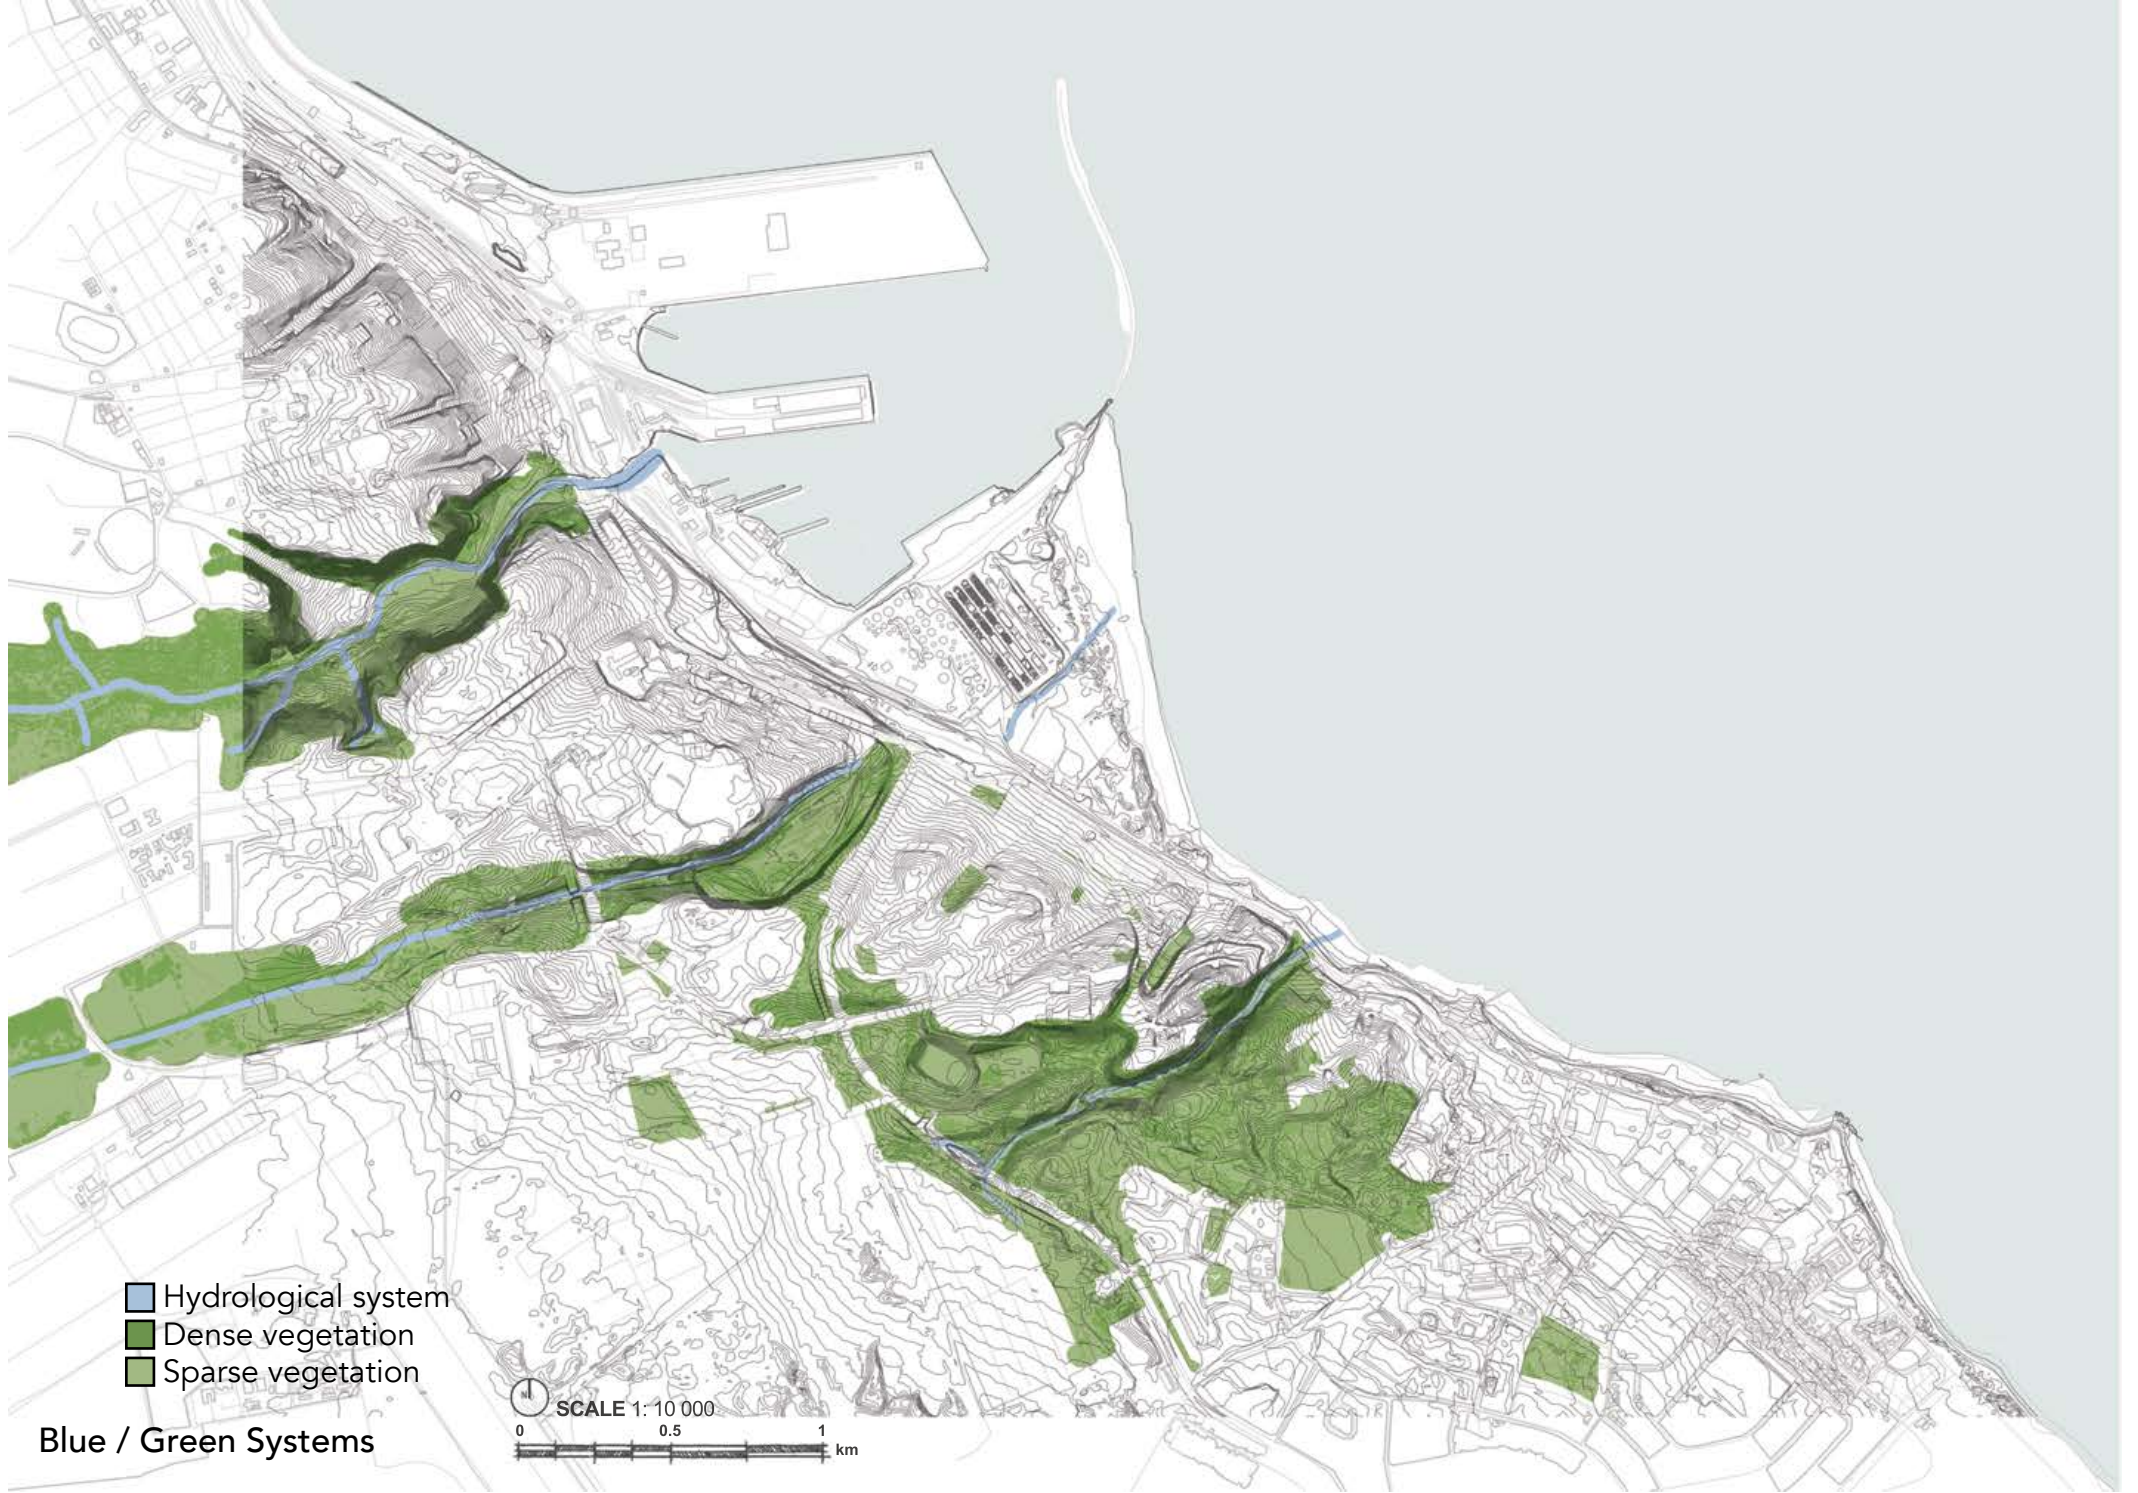 Hydrological system
Dense vegetation
Sparse vegetation
Blue / Green Systems
N
SCALE 1: 10 000
0 0.5 1
km